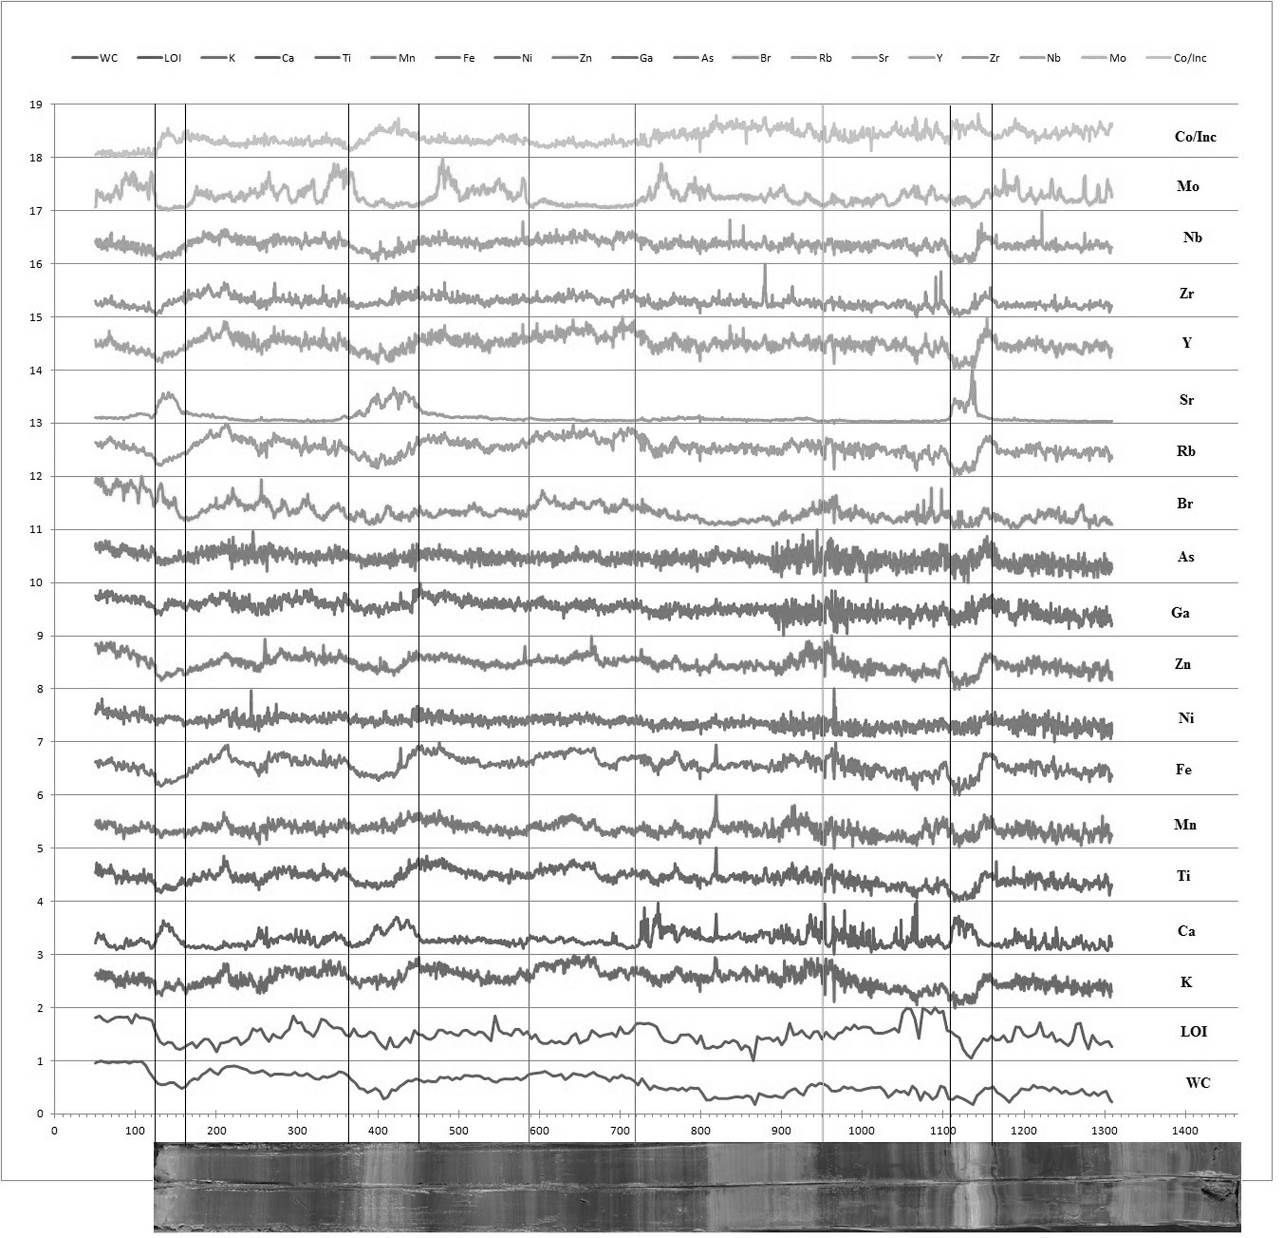 WC LOI K Ca Ti Mn Fe Ni Zn Ga As Br Rb Sr Y Zr Nb Mo Co/Inc
19
Co/Inc
18
Mo
17
Nb
16
Zr
15
Y
14
Sr
13
Rb
12
Br
11
As
10
Ga
9
Zn
8
Ni
7
Fe
6
Mn
5
Ti
4
Ca
3
K
2
LOI
1
WC
0
0 100 200 300 400 500 600 700 800 900 1000 1100 1200 1300 1400